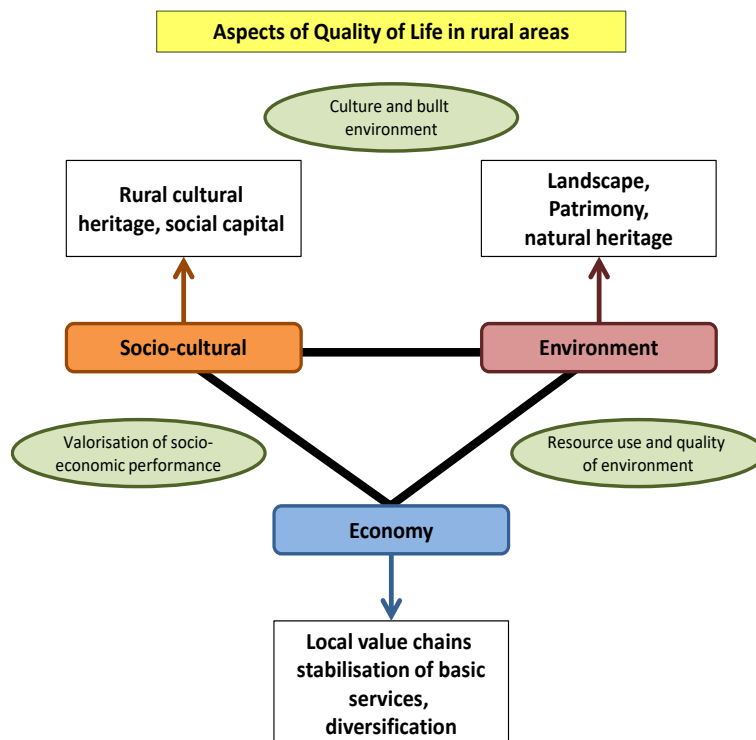 Aspects of Quality of Life in rural areas
Culture and built
environment
Rural cultural
heritage, social capital
Landscape,
Patrimony,
natural heritage
Socio-cultural
Environment
Valorisation of socio-
economic performance
Resource use and quality
of environment
Economy
Local value chains
stabilisation of basic
services,
diversification